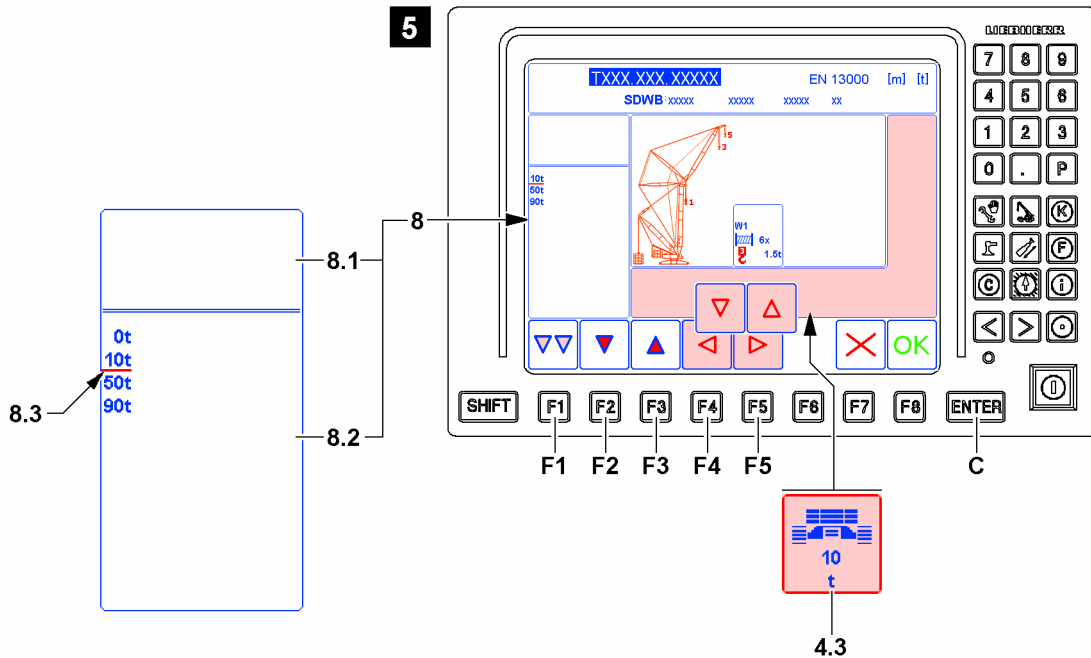 5
LIEBHERR
TXXX.XXX.XXXXX EN 13000 [m] [t]
SDWB xxxxx xxxxx xxxxx xx
10t
50t
90t
5
3
1
W1
6x
3
1.5t
OK
7 8 9
4 5 6
1 2 3
0 . P
K
F
C i
SHIFT F1 F2 F3 F4 F5 F6 F7 F8 ENTER
F1 F2 F3 F4 F5 C
8
8.1
0t
10t
50t
90t
8.3
8.2
10
t
4.3